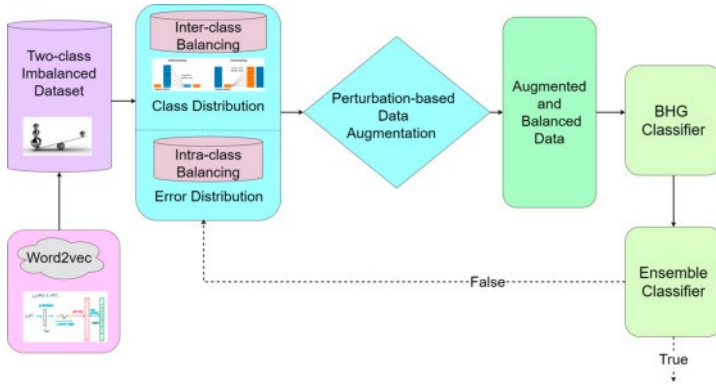 Two-class
Imbalanced
Dataset
Inter-class
Balancing
Class Distribution
Intra-class
Balancing
Error Distribution
Perturbation-based
Data
Augmentation
Augmented
and
Balanced
Data
BHG
Classifier
Word2vec
False
Ensemble
Classifier
True